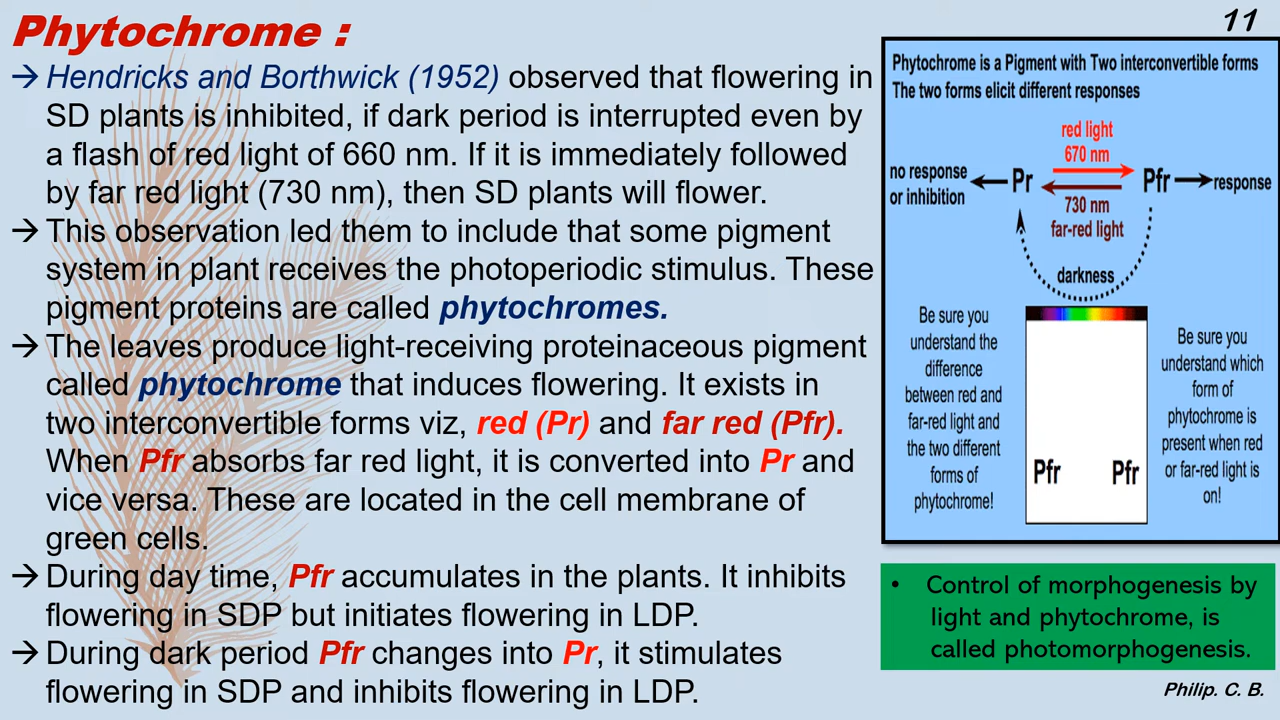 Phytochrome :
11
→ Hendricks and Borthwick (1952) observed that flowering in
SD plants is inhibited, if dark period is interrupted even by
a flash of red light of 660 nm. If it is immediately followed
by far red light (730 nm), then SD plants will flower.
→ This observation led them to include that some pigment
system in plant receives the photoperiodic stimulus. These
pigment proteins are called phytochromes.
→ The leaves produce light-receiving proteinaceous pigment
called phytochrome that induces flowering. It exists in
two interconvertible forms viz, red (Pr) and far red (Pfr).
When Pfr absorbs far red light, it is converted into Pr and
vice versa. These are located in the cell membrane of
green cells.
→ During day time, Pfr accumulates in the plants. It inhibits
flowering in SDP but initiates flowering in LDP.
→ During dark period Pfr changes into Pr, it stimulates
flowering in SDP and inhibits flowering in LDP.
Phytochrome is a Pigment with Two interconvertible forms
The two forms elicit different responses
red light
670 nm
no response
or inhibition
Pr
Pfr
response
730 nm
far-red light
darkness
Be sure you
understand the
difference
between red and
far-red light and
the two different
forms of
phytochrome!
Pfr
Pfr
Be sure you
understand which
form of
phytochrome is
present when red
or far-red light is
on!
• Control of morphogenesis by
light and phytochrome, is
called photomorphogenesis.
Philip. C. B.